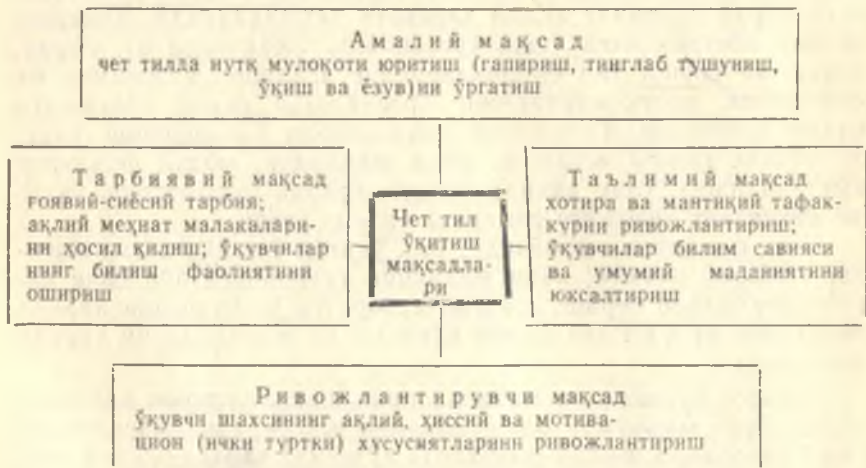 Амалий мақсад
чет тилда нутқ мулоқоти юритиш (гапириш, тинглаб тушуниш,
ўқиш ва ёзув)ни ўргатиш
Тарбиявий мақсад
ғоявий-сиёсий тарбия;
ақлий меҳнат малакалари-
ни ҳосил қилиш; ўқувчилар
нинг билиш фаолиятини
ошириш
Чет тил
ўқитиш
мақсадла-
ри
Таълимий мақсад
хотира ва мантиқий тафак-
курни ривожлантириш;
ўқувчилар билим савияси
ва умумий маданиятини
юксалтириш
Ривожлантирувчи мақсад
ўқувчи шахсининг ақлий, ҳиссий ва мотива-
цион (ички туртки) хусусиятларини ривожлантириш